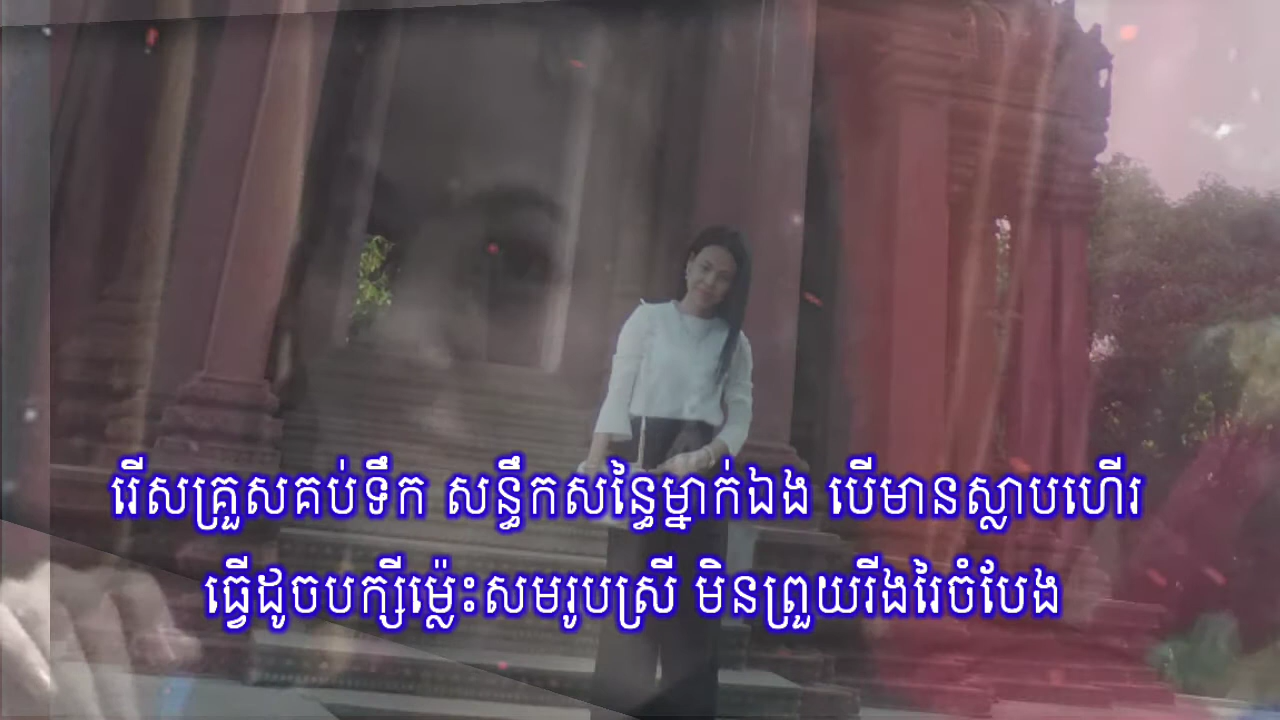 រើសគ្រួសគប់ទឹក សន្ធឹកសន្ធៃម្នាក់ឯង បើមានស្លាបហើរ
ធ្វើដូចបក្សីម៉្លេះសមរូបស្រី មិនព្រួយរីងរៃចំបែង